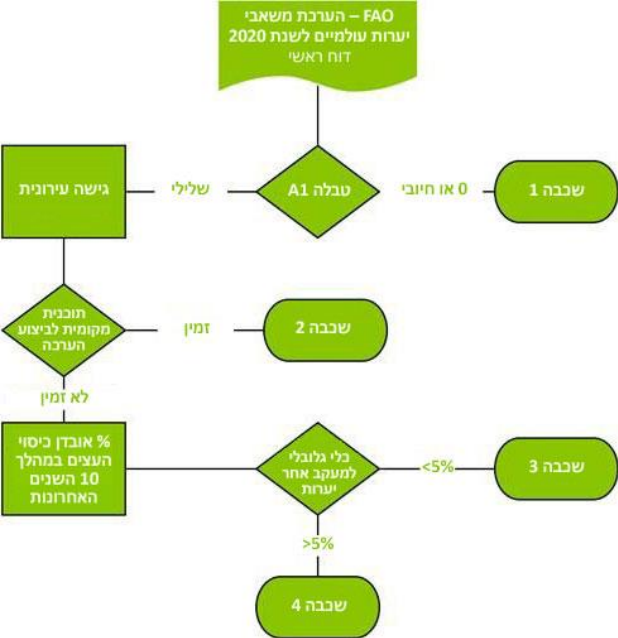 FAO – הערכת משאבי
יערות עולמיים לשנת 2020
דוח ראשי
גישה עירונית
שלילי
טבלה A1
0 או חיובי
שכבה 1
תוכנית
מקומית לביצוע
הערכה
זמין
שכבה 2
לא זמין
% אובדן כיסוי
העצים במהלך
10 השנים
האחרונות
כלי גלובלי
למעקב אחר
יערות
<5%
שכבה 3
>5%
שכבה 4